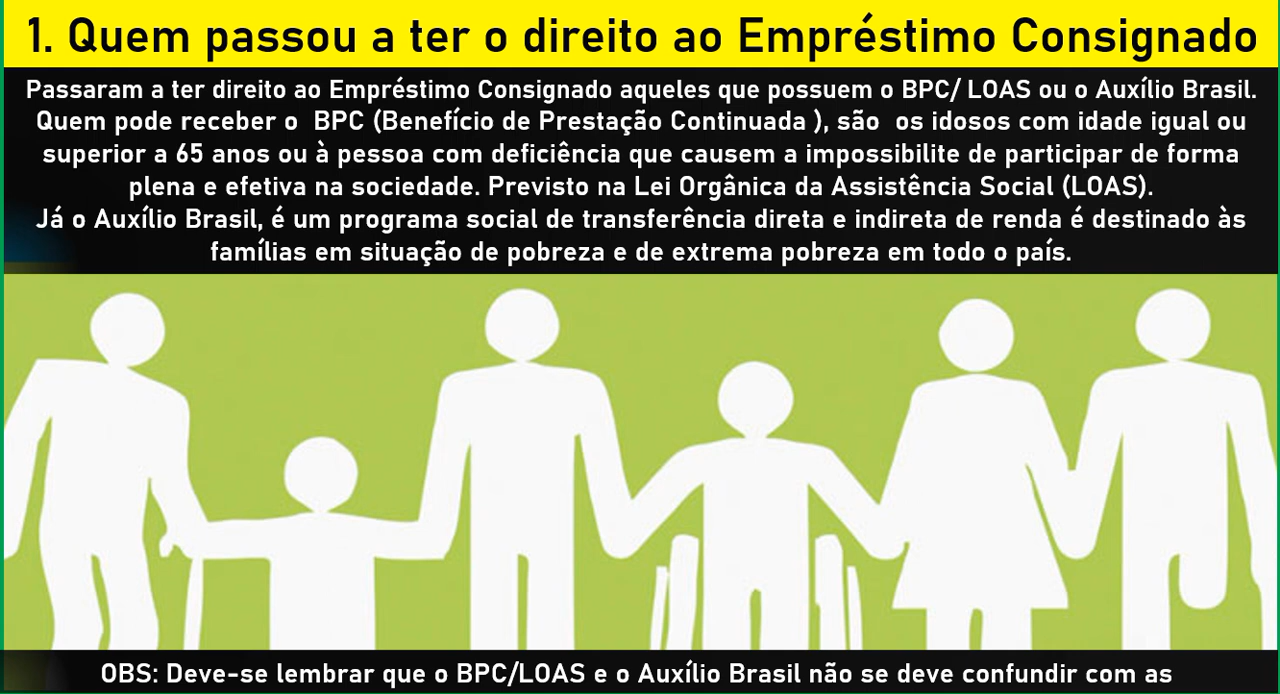 1. Quem passou a ter o direito ao Empréstimo Consignado
Passaram a ter direito ao Empréstimo Consignado aqueles que possuem o BPC/ LOAS ou o Auxílio Brasil.
Quem pode receber o  BPC (Benefício de Prestação Continuada ), são  os idosos com idade igual ou
superior a 65 anos ou à pessoa com deficiência que causem a impossibilite de participar de forma
plena e efetiva na sociedade. Previsto na Lei Orgânica da Assistência Social (LOAS).
Já o Auxílio Brasil, é um programa social de transferência direta e indireta de renda é destinado às
famílias em situação de pobreza e de extrema pobreza em todo o país.
OBS: Deve-se lembrar que o BPC/LOAS e o Auxílio Brasil não se deve confundir com as